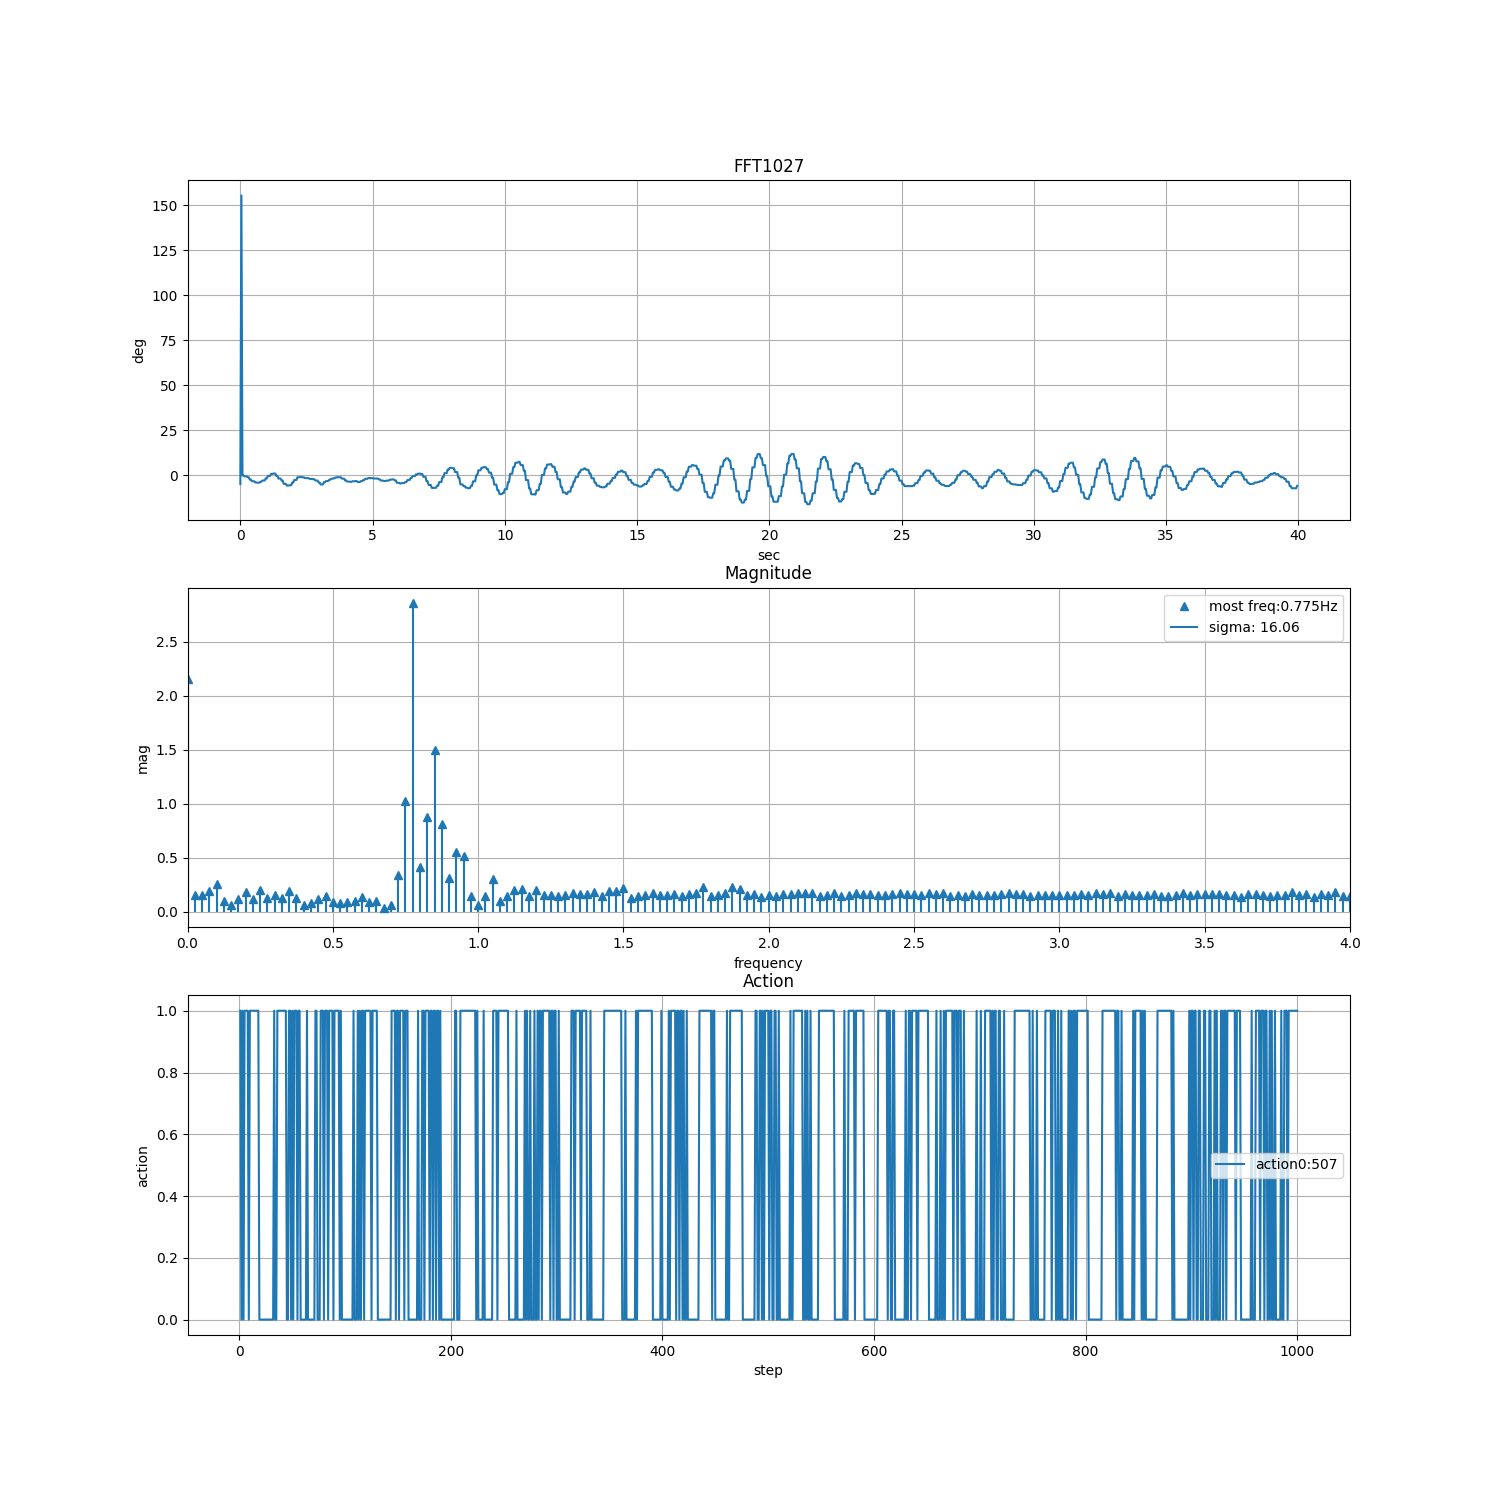 FFT1027
150
125
100
75
50
25
0
deg
0 5 10 15 20 25 30 35 40
sec
Magnitude
most freq:0.775Hz
sigma: 16.06
2.5
2.0
1.5
1.0
0.5
0.0
mag
0.0 0.5 1.0 1.5 2.0 2.5 3.0 3.5 4.0
frequency
Action
1.0
0.8
0.6
0.4
0.2
0.0
action
action0:507
0 200 400 600 800 1000
step